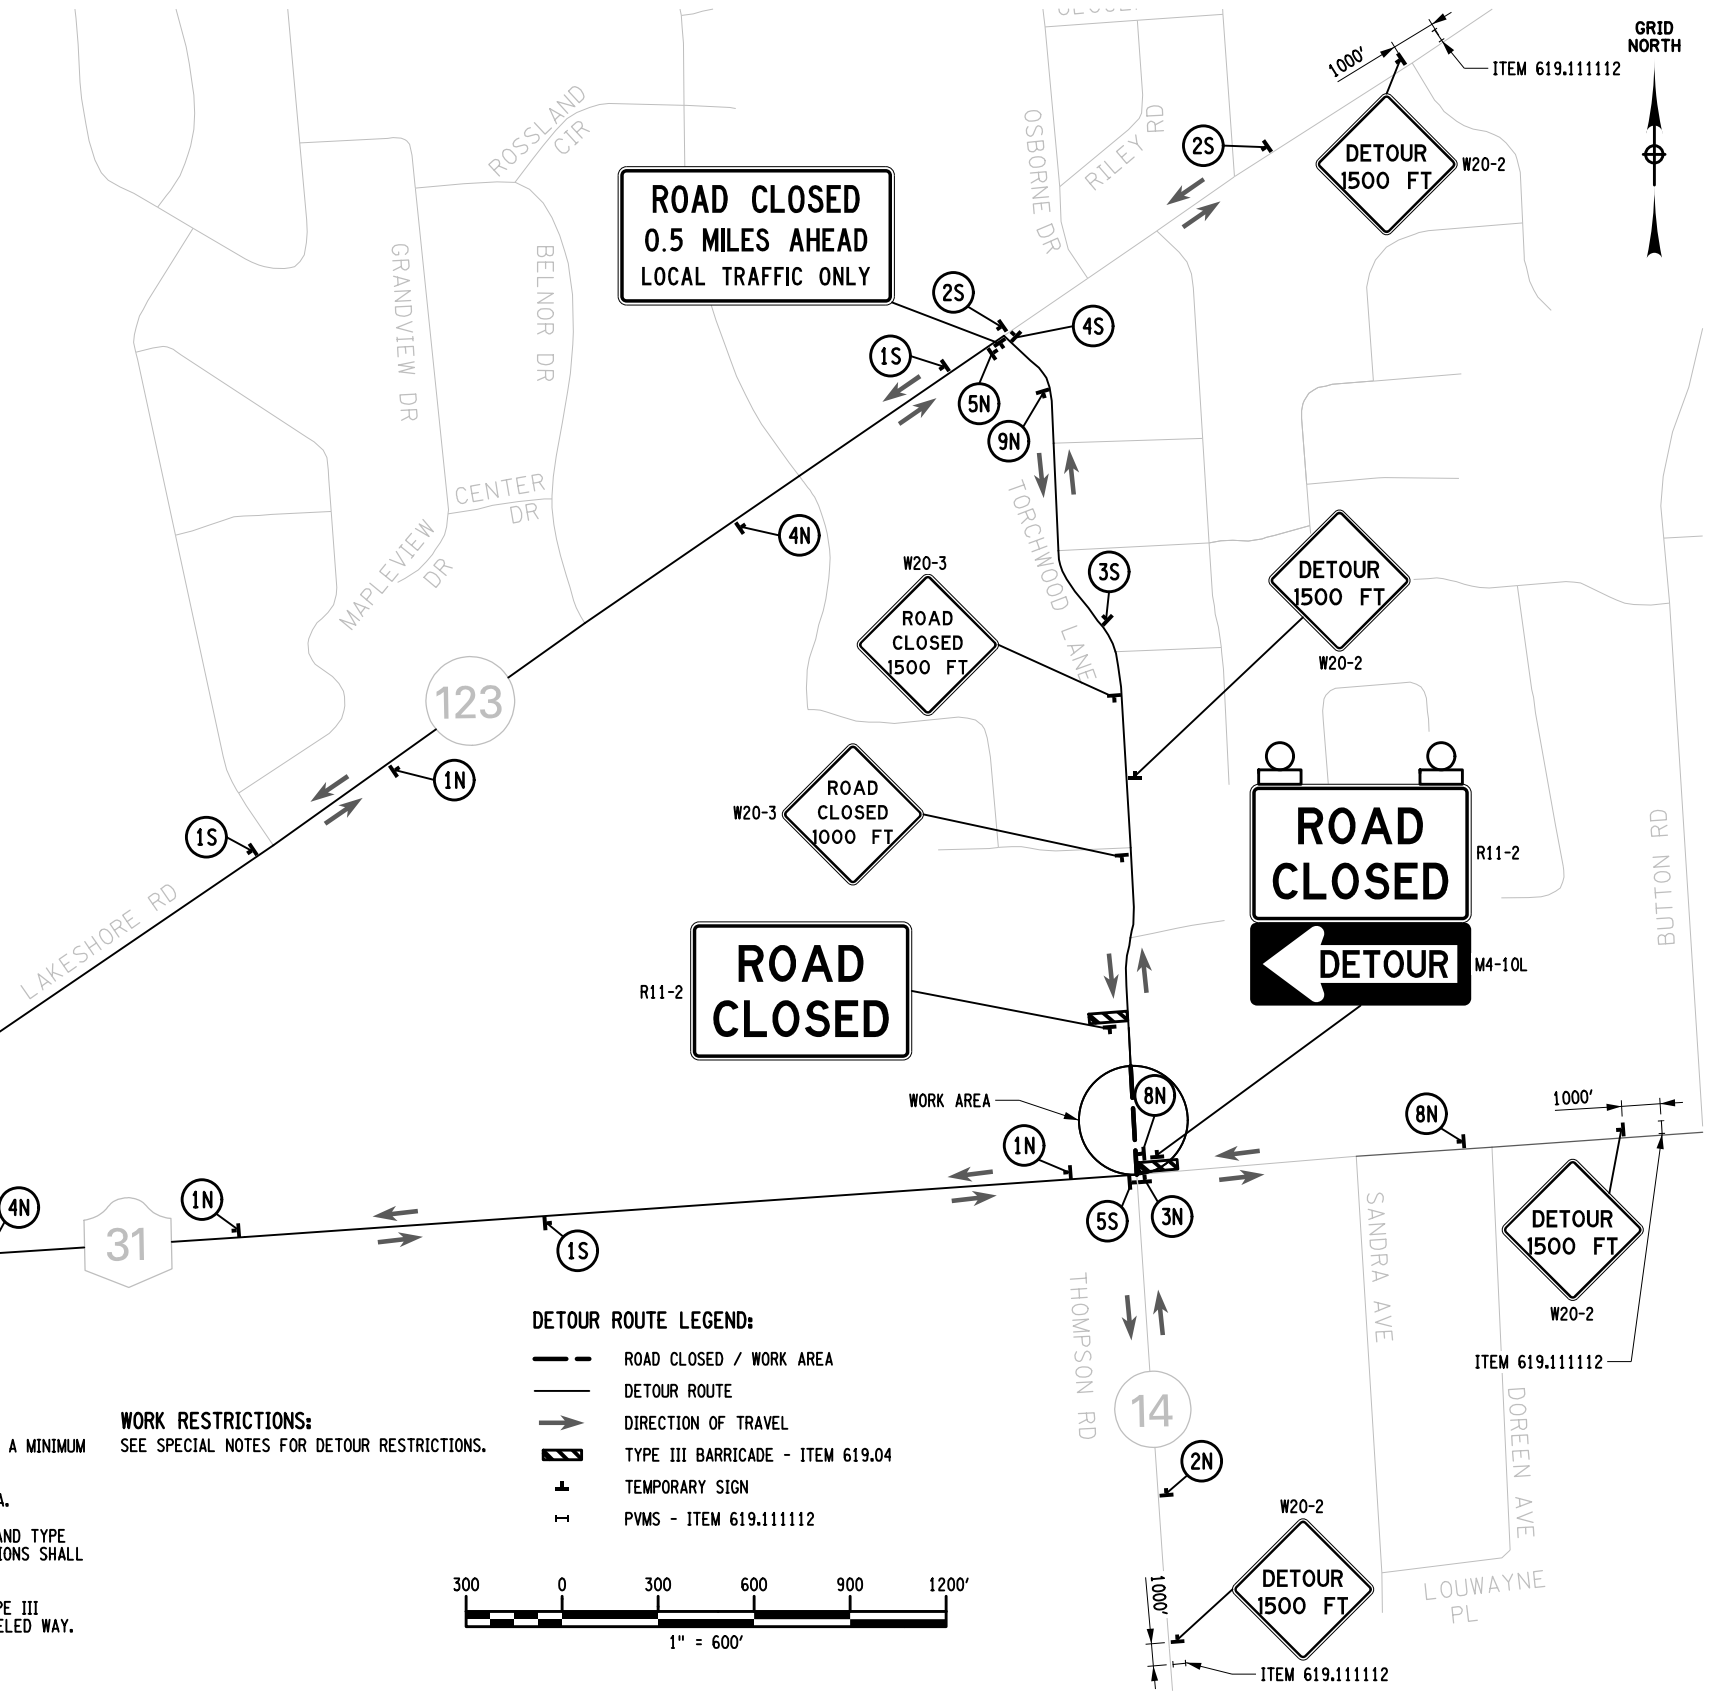 GRID
NORTH
1000'
ITEM 619.111112
DETOUR
1500 FT
W20-2
2S
ROSSLAND
CIR
OSBORNE DR
RILEY RD
ROAD CLOSED
0.5 MILES AHEAD
LOCAL TRAFFIC ONLY
GRANDVIEW DR
BELNOR DR
2S
4S
1S
5N
9N
CENTER
DR
MAPLEVIEW
DR
4N
TORCHWOOD LANE
3S
W20-3
ROAD
CLOSED
1500 FT
DETOUR
1500 FT
W20-2
123
1N
1S
W20-3
ROAD
CLOSED
1000 FT
ROAD
CLOSED
R11-2
DETOUR
M4-10L
BUTTON RD
LAKESHORE RD
R11-2
ROAD
CLOSED
WORK AREA
8N
1N
8N
1000'
4N
1N
31
1S
5S
3N
SANDRA AVE
DETOUR
1500 FT
W20-2
ITEM 619.111112
THOMPSON RD
14
DOREEN AVE
DETOUR ROUTE LEGEND:
ROAD CLOSED / WORK AREA
DETOUR ROUTE
DIRECTION OF TRAVEL
TYPE III BARRICADE - ITEM 619.04
TEMPORARY SIGN
PVMS - ITEM 619.111112
WORK RESTRICTIONS:
SEE SPECIAL NOTES FOR DETOUR RESTRICTIONS.
A MINIMUM
A.
AND TYPE
IONS SHALL
PE III
ELED WAY.
2N
W20-2
DETOUR
1500 FT
LOUWAYNE
PL
1000'
ITEM 619.111112
300 0 300 600 900 1200'
1" = 600'